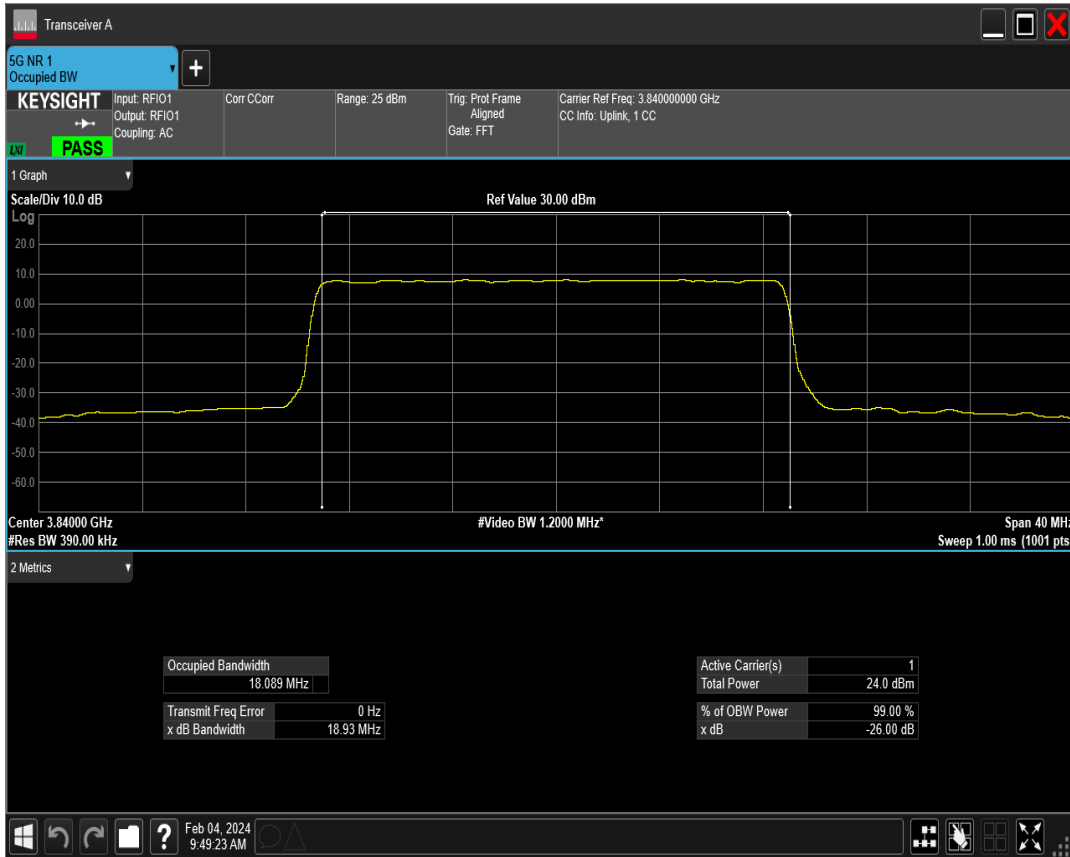 Transceiver A
5G NR 1
Occupied BW
KEYSIGHT
LXI
PASS
Input: RFIO1
Output: RFIO1
Coupling: AC
Corr CCorr
Range: 25 dBm
Trig: Prot Frame
Aligned
Gate: FFT
Carrier Ref Freq: 3.840000000 GHz
CC Info: Uplink, 1 CC
1 Graph
Scale/Div 10.0 dB
Ref Value 30.00 dBm
Log
20.0
10.0
0.00
-10.0
-20.0
-30.0
-40.0
-50.0
-60.0
Center 3.84000 GHz
#Video BW 1.2000 MHz*
Span 40 MHz
#Res BW 390.00 kHz
Sweep 1.00 ms (1001 pts
2 Metrics
Occupied Bandwidth
18.089 MHz
Transmit Freq Error 0 Hz
x dB Bandwidth 18.93 MHz
Active Carrier(s) 1
Total Power 24.0 dBm
% of OBW Power 99.00 %
x dB -26.00 dB
?
Feb 04, 2024
9:49:23 AM